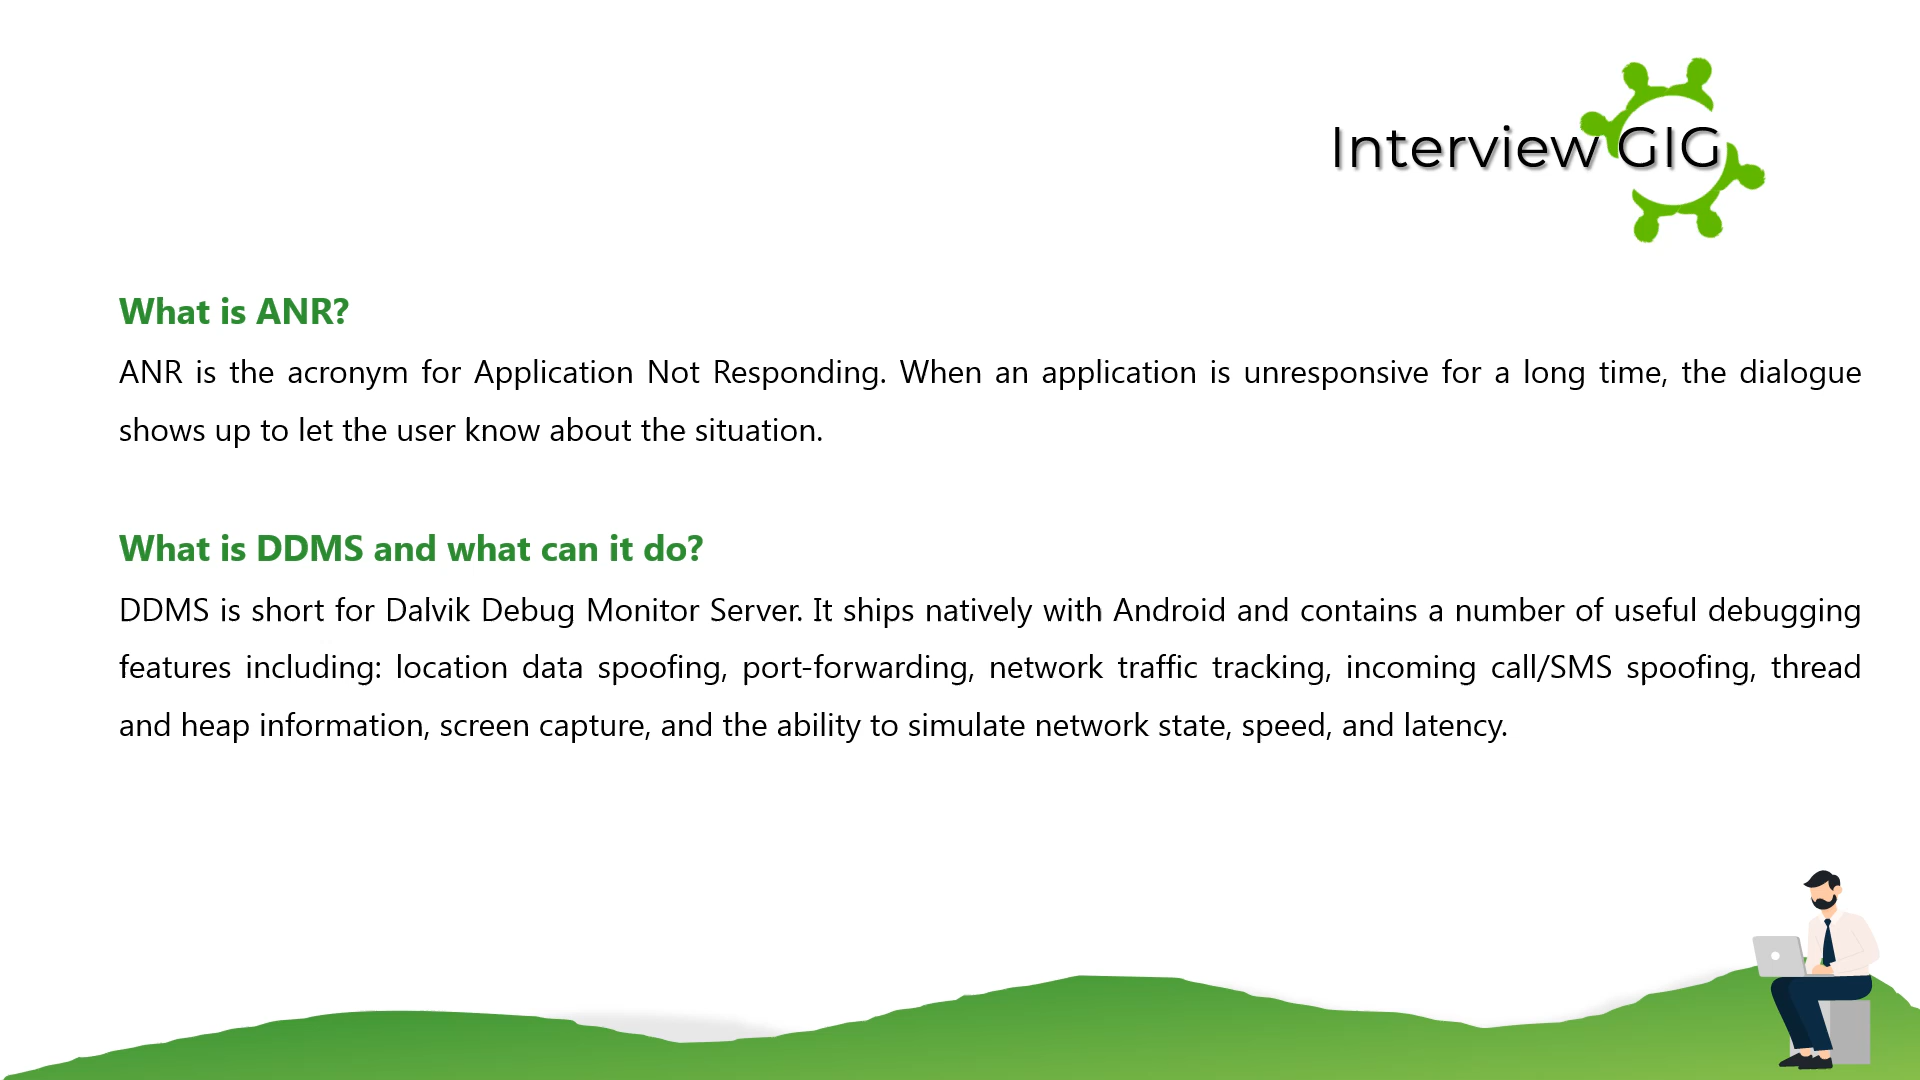 Interview GIG
What is ANR?
ANR is the acronym for Application Not Responding. When an application is unresponsive for a long time, the dialogue
shows up to let the user know about the situation.
What is DDMS and what can it do?
DDMS is short for Dalvik Debug Monitor Server. It ships natively with Android and contains a number of useful debugging
features including: location data spoofing, port-forwarding, network traffic tracking, incoming call/SMS spoofing, thread
and heap information, screen capture, and the ability to simulate network state, speed, and latency.